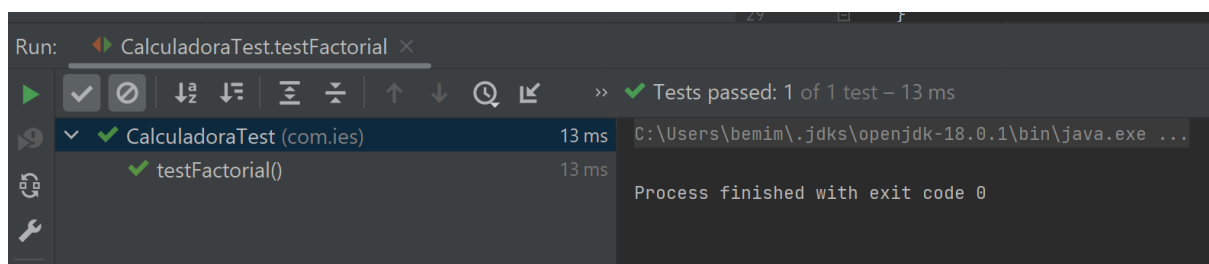 29 }
Run: CalculadoraTest.testFactorial ×
>> Tests passed: 1 of 1 test – 13 ms
CalculadoraTest (com.ies) 13 ms
testFactorial() 13 ms
C:\Users\bemim\.jdks\openjdk-18.0.1\bin\java.exe ...
Process finished with exit code 0